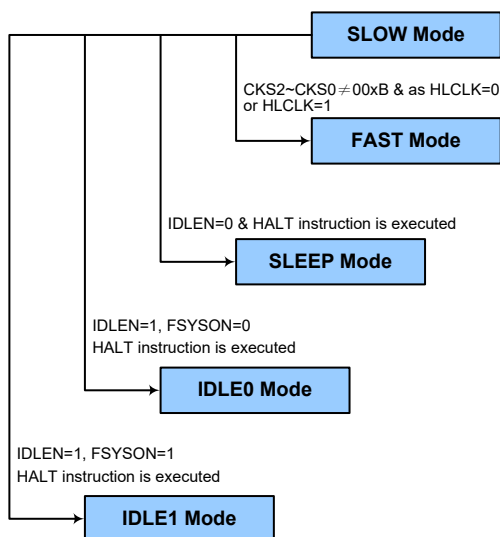 SLOW Mode
CKS2~CKS0≠00xB & as HLCLK=0
or HLCLK=1
FAST Mode
IDLEN=0 & HALT instruction is executed
SLEEP Mode
IDLEN=1, FSYSON=0
HALT instruction is executed
IDLE0 Mode
IDLEN=1, FSYSON=1
HALT instruction is executed
IDLE1 Mode